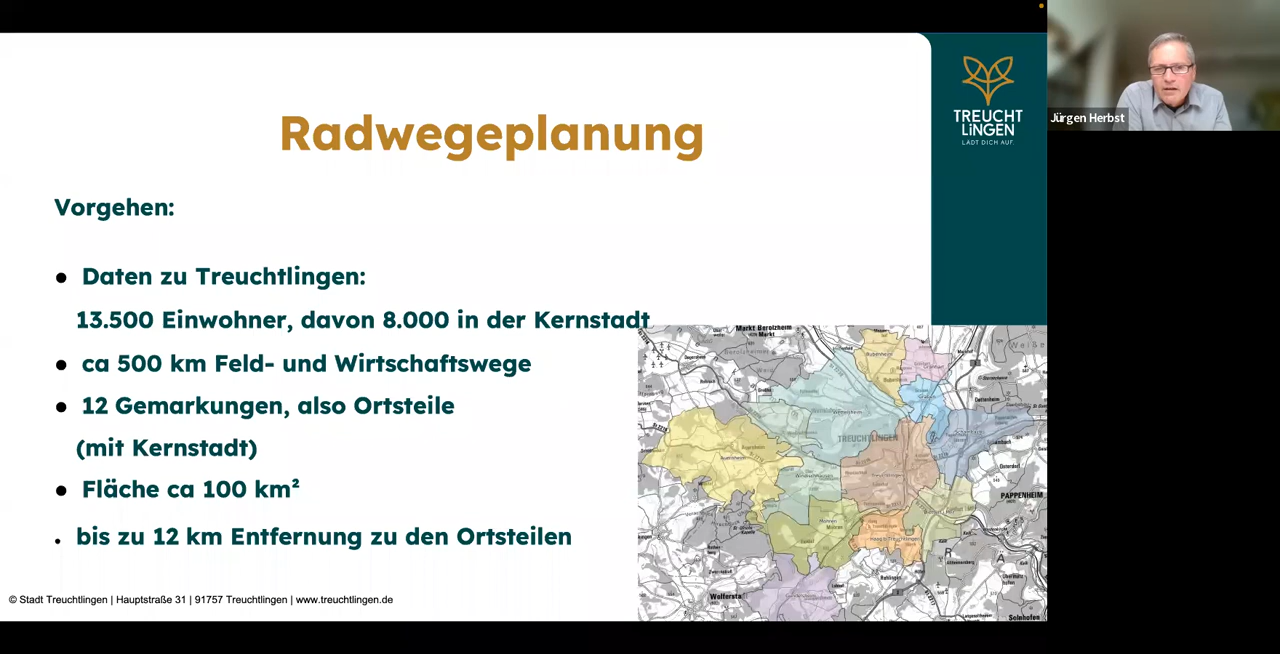 Radwegeplanung
TREUCHT
LINGEN
LÄDT DICH AUF.
Jürgen Herbst
Vorgehen:
● Daten zu Treuchtlingen:
13.500 Einwohner, davon 8.000 in der Kernstadt
● ca 500 km Feld- und Wirtschaftswege
● 12 Gemarkungen, also Ortsteile
(mit Kernstadt)
● Fläche ca 100 km²
• bis zu 12 km Entfernung zu den Ortsteilen
Markt Berolzheim
TREUCHTLINGEN
PAPPENHEIM
Wolfersta
Solnhofen
© Stadt Treuchtlingen | Hauptstraße 31 | 91757 Treuchtlingen | www.treuchtlingen.de